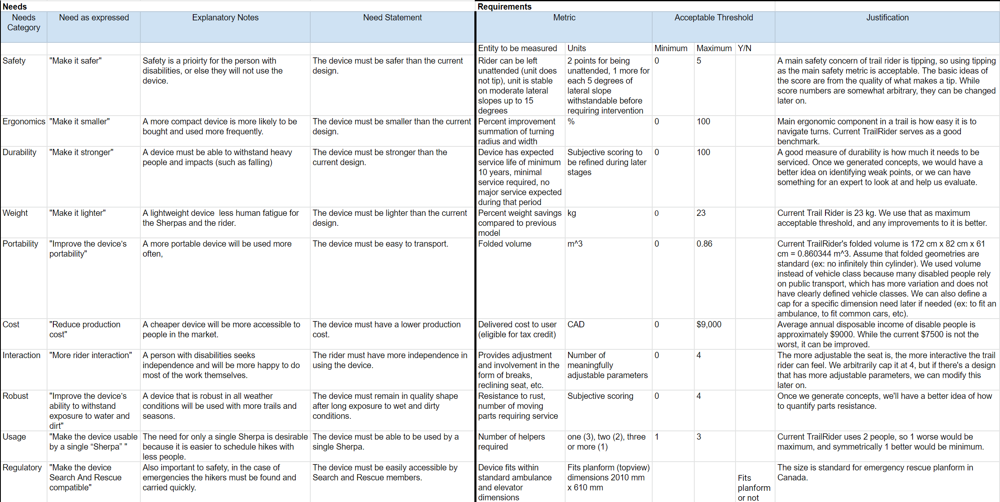 Needs
Requirements
Needs
Category
Need as expressed
Explanatory Notes
Need Statement
Metric
Acceptable Threshold
Justification
Entity to be measured
Units
Minimum
Maximum
Y/N
Safety
"Make it safer"
Safety is a prioirty for the person with
disabilities, or else they will not use the
device.
The device must be safer than the current
design.
Rider can be left
unattended (unit does
not tip), unit is stable
on moderate lateral
slopes up to 15
degrees
2 points for being
unattended, 1 more for
each 5 degrees of
lateral slope
withstandable before
requiring intervention
0
5
A main safety concern of trail rider is tipping, so using tipping
as the main safety metric is acceptable. The basic ideas of
the score are from the quality of what makes a tip. While
score numbers are somewhat arbitrary, they can be changed
later on.
Ergonomics
"Make it smaller"
A more compact device is more likely to be
bought and used more frequently.
The device must be smaller than the current
design.
Percent improvement
summation of turning
radius and width
%
0
100
Main ergonomic component in a trail is how easy it is to
navigate turns. Current TrailRider serves as a good
benchmark.
Durability
"Make it stronger"
A device must be able to withstand heavy
people and impacts (such as falling)
The device must be stronger than the
current design.
Device has expected
service life of minimum
10 years, minimal
service required, no
major service expected
during that period
Subjective scoring to
be refined during later
stages
0
100
A good measure of durability is how much it needs to be
serviced. Once we generated concepts, we would have a
better idea on identifying weak points, or we can have
something for an expert to look at and help us evaluate.
Weight
"Make it lighter"
A lightweight device  less human fatigue for
the Sherpas and the rider.
The device must be lighter than the current
design.
Percent weight savings
compared to previous
model
kg
0
23
Current Trail Rider is 23 kg. We use that as maximum
acceptable threshold, and any improvements to it is better.
Portability
"Improve the device’s
portability"
A more portable device will be used more
often,
The device must be easy to transport.
Folded volume
m^3
0
0.86
Current TrailRider's folded volume is 172 cm x 82 cm x 61
cm = 0.860344 m^3. Assume that folded geometries are
standard (ex: no infinitely thin cylinder). We used volume
instead of vehicle class because many disabled people rely
on public transport, which has more variation and does not
have clearly defined vehicle classes. We can also define a
cap for a specific dimension need later if needed (ex: to fit an
ambulance, to fit common cars, etc).
Cost
"Reduce production
cost"
A cheaper device will be more accessible to
people in the market.
The device must have a lower production
cost.
Delivered cost to user
(eligible for tax credit)
CAD
0
$9,000
Average annual disposable income of disable people is
approximately $9000. While the current $7500 is not the
worst, it can be improved.
Interaction
"More rider interaction"
A person with disabilities seeks
independence and will be more happy to do
most of the work themselves.
The rider must have more independence in
using the device.
Provides adjustment
and involvement in the
form of breaks,
reclining seat, etc.
Number of
meaningfully
adjustable parameters
0
4
The more adjustable the seat is, the more interactive the trail
rider can feel. We arbitrarily cap it at 4, but if there's a design
that has more adjustable parameters, we can modify this
later on.
Robust
"Improve the device’s
ability to withstand
exposure to water and
dirt"
A device that is robust in all weather
conditions will be used with more trails and
seasons.
The device must remain in quality shape
after long exposure to wet and dirty
conditions.
Resistance to rust,
number of moving
parts requiring service
Subjective scoring
0
4
Once we generate concepts, we'll have a better idea of how
to quantify parts resistance.
Usage
"Make the device usable
by a single “Sherpa” "
The need for only a single Sherpa is desirable
because it is easier to schedule hikes with
less people.
The device must be able to be used by a
single Sherpa.
Number of helpers
required
one (3), two (2), three
or more (1)
1
3
Current TrailRider uses 2 people, so 1 worse would be
maximum, and symmetrically 1 better would be minimum.
Regulatory
"Make the device
Search And Rescue
compatible"
Also important to safety, in the case of
emergencies the hikers must be found and
carried quickly.
The device must be easily accessible by
Search and Rescue members.
Device fits within
standard ambulance
and elevator
dimensions
Fits planform (topview)
dimensions 2010 mm
x 610 mm
Fits
planform
or not
The size is standard for emergency rescue planform in
Canada.